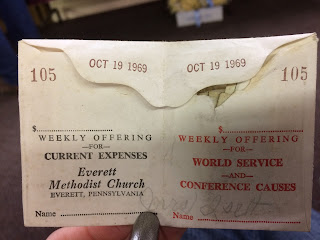 OCT 19 1969
105
$
WEEKLY OFFERING
—FOR—
CURRENT EXPENSES
Everett
Methodist Church
EVERETT, PENNSYLVANIA
Name
OCT 19 1969
105
$
WEEKLY OFFERING
—FOR—
WORLD SERVICE
—AND—
CONFERENCE CAUSES
Name